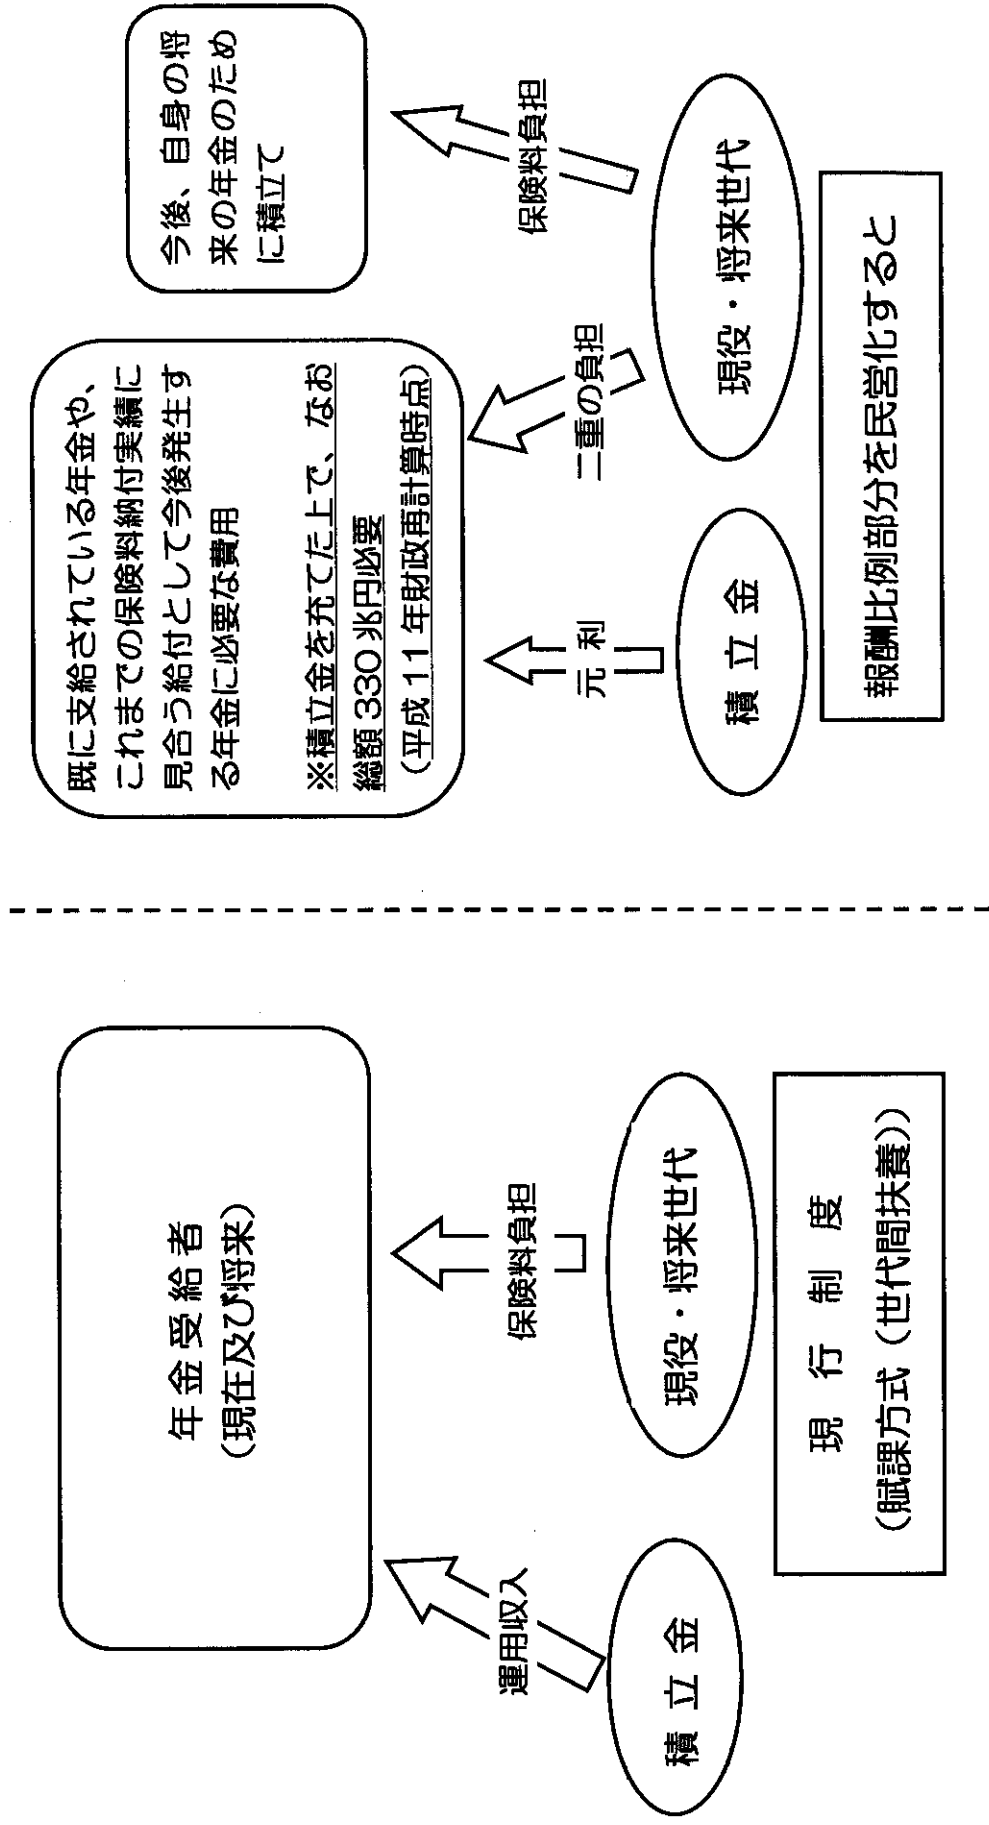 年金受給者
(現在及び将来)
運用収入
保険料負担
積立金
現役・将来世代
現行制度
(賦課方式（世代間扶養))
既に支給されている年金や、
これまでの保険料納付実績に
見合う給付として今後発生す
る年金に必要な費用
※積立金を充てた上で、なお
総額330兆円必要
(平成11年財政再計算時点)
今後、自身の将
来の年金のため
に積立て
元利
二重の負担
保険料負担
積立金
現役・将来世代
報酬比例部分を民営化すると